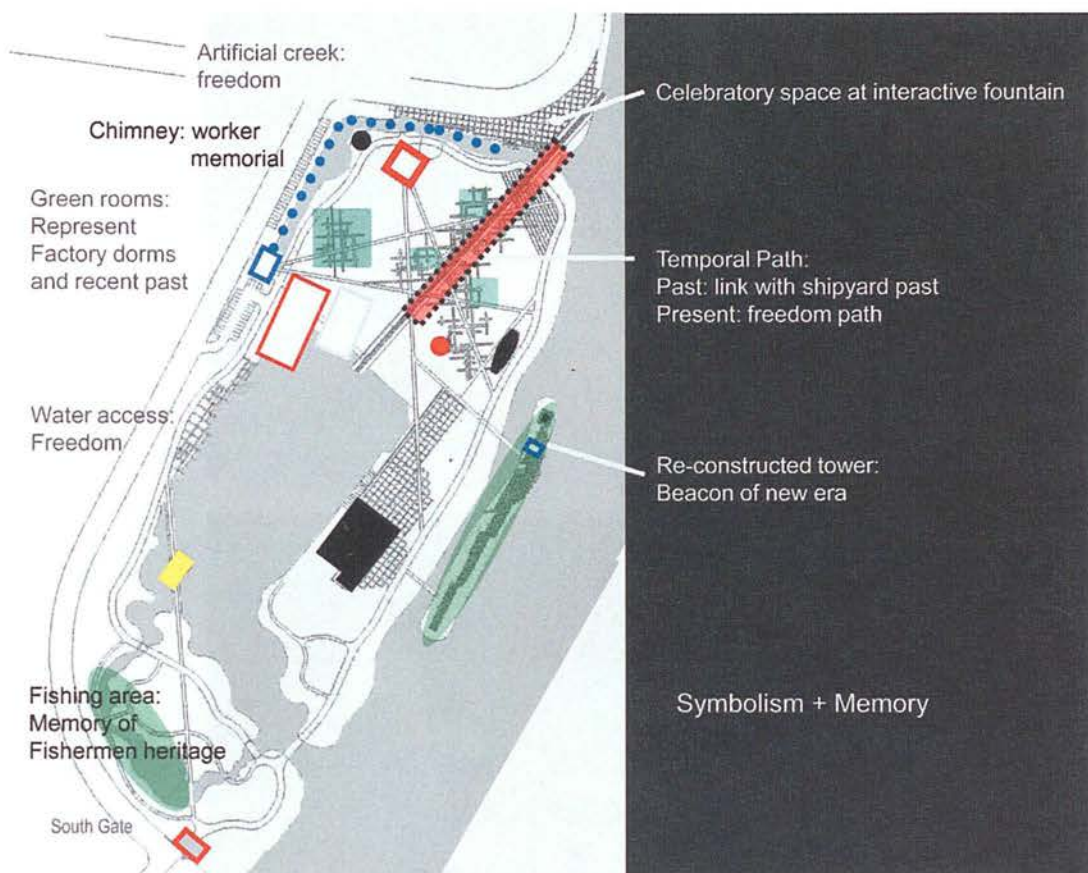 Artificial creek:
freedom
Chimney: worker
memorial
Green rooms:
Represent
Factory dorms
and recent past
Water access:
Freedom
Fishing area:
Memory of
Fishermen heritage
South Gate
Celebratory space at interactive fountain
Temporal Path:
Past: link with shipyard past
Present: freedom path
Re-constructed tower:
Beacon of new era
Symbolism + Memory